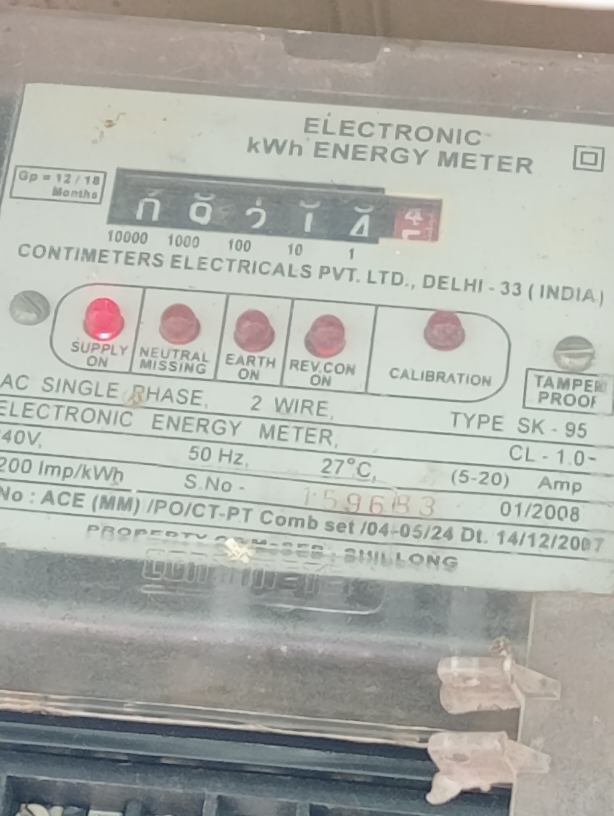 ELECTRONIC
kWh ENERGY METER
Gp = 12 / 18
Months
10000 1000 100 10 1
CONTIMETERS ELECTRICALS PVT. LTD., DELHI - 33 ( INDIA )
SUPPLY ON
NEUTRAL MISSING
EARTH ON
REV.CON ON
CALIBRATION
TAMPER PROOF
AC SINGLE PHASE, 2 WIRE, TYPE SK - 95
ELECTRONIC ENERGY METER, CL - 1.0-
40V, 50 Hz, 27°C, (5-20) Amp
200 Imp/kWh S.No - 159683 01/2008
No : ACE (MM) /PO/CT-PT Comb set /04-05/24 Dt. 14/12/2007
PROPERTY SHILLONG